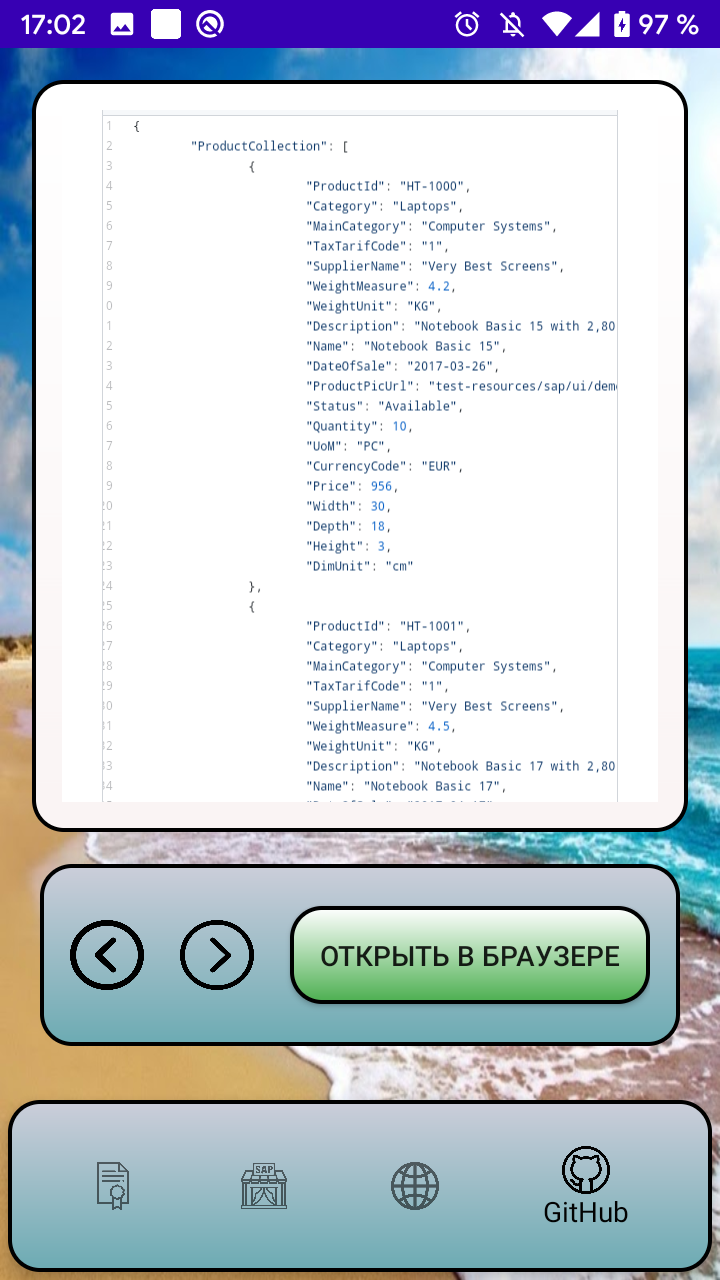 17:02 97 %
1 {
2 "ProductCollection": [
3 {
4 "ProductId": "HT-1000",
5 "Category": "Laptops",
6 "MainCategory": "Computer Systems",
7 "TaxTarifCode": "1",
8 "SupplierName": "Very Best Screens",
9 "WeightMeasure": 4.2,
0 "WeightUnit": "KG",
1 "Description": "Notebook Basic 15 with 2,80
2 "Name": "Notebook Basic 15",
3 "DateOfSale": "2017-03-26",
4 "ProductPicUrl": "test-resources/sap/ui/dem
5 "Status": "Available",
6 "Quantity": 10,
7 "UoM": "PC",
8 "CurrencyCode": "EUR",
9 "Price": 956,
20 "Width": 30,
21 "Depth": 18,
22 "Height": 3,
23 "DimUnit": "cm"
24 },
25 {
26 "ProductId": "HT-1001",
27 "Category": "Laptops",
28 "MainCategory": "Computer Systems",
29 "TaxTarifCode": "1",
30 "SupplierName": "Very Best Screens",
31 "WeightMeasure": 4.5,
32 "WeightUnit": "KG",
33 "Description": "Notebook Basic 17 with 2,80
34 "Name": "Notebook Basic 17",
ОТКРЫТЬ В БРАУЗЕРЕ
SAP
GitHub